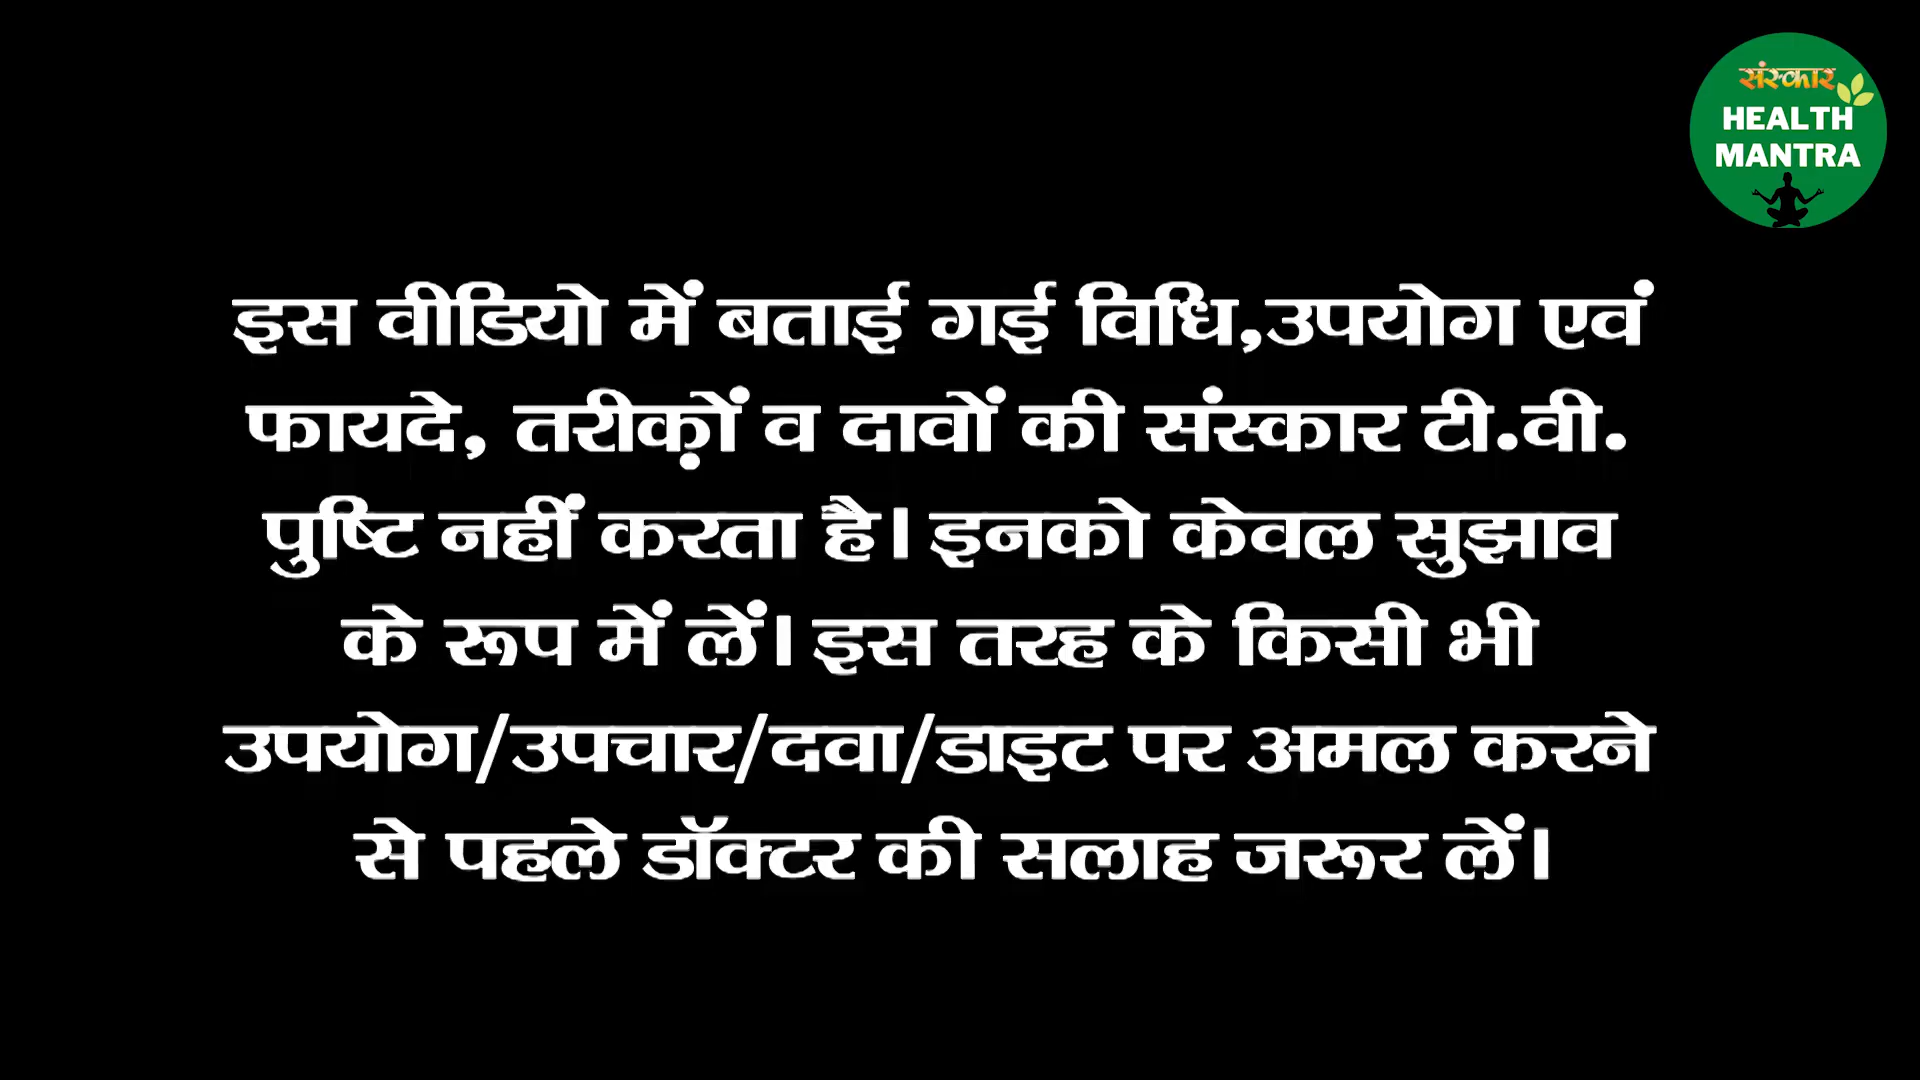 संस्कार
HEALTH
MANTRA
इस वीडियो में बताई गई विधि,उपयोग एवं
फायदे, तरीक़ों व दावों की संस्कार टी.वी.
पुष्टि नहीं करता है। इनको केवल सुझाव
के रूप में लें। इस तरह के किसी भी
उपयोग/उपचार/दवा/डाइट पर अमल करने
से पहले डॉक्टर की सलाह जरूर लें।